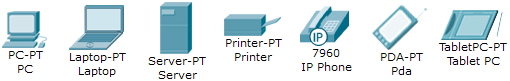 PC-PT
PC
Laptop-PT
Laptop
Server-PT
Server
Printer-PT
Printer
IP
7960
IP Phone
PDA-PT
Pda
TabletPC-PT
Tablet PC